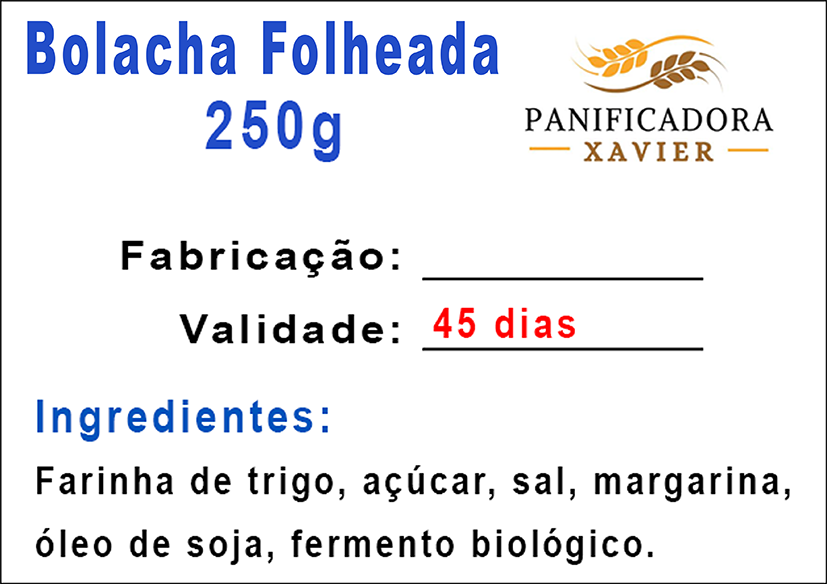 Bolacha Folheada
250g
PANIFICADORA
XAVIER
Fabricação:
Validade: 45 dias
Ingredientes:
Farinha de trigo, açúcar, sal, margarina,
óleo de soja, fermento biológico.